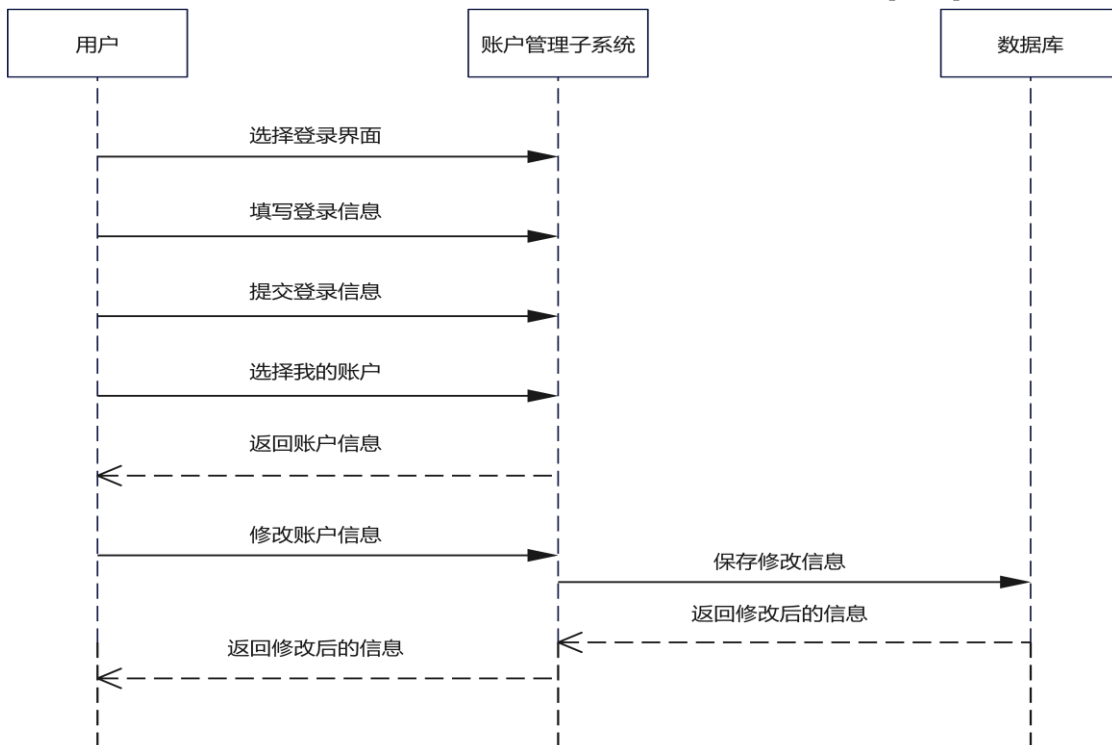 用户
账户管理子系统
数据库
选择登录界面
填写登录信息
提交登录信息
选择我的账户
返回账户信息
修改账户信息
保存修改信息
返回修改后的信息
返回修改后的信息